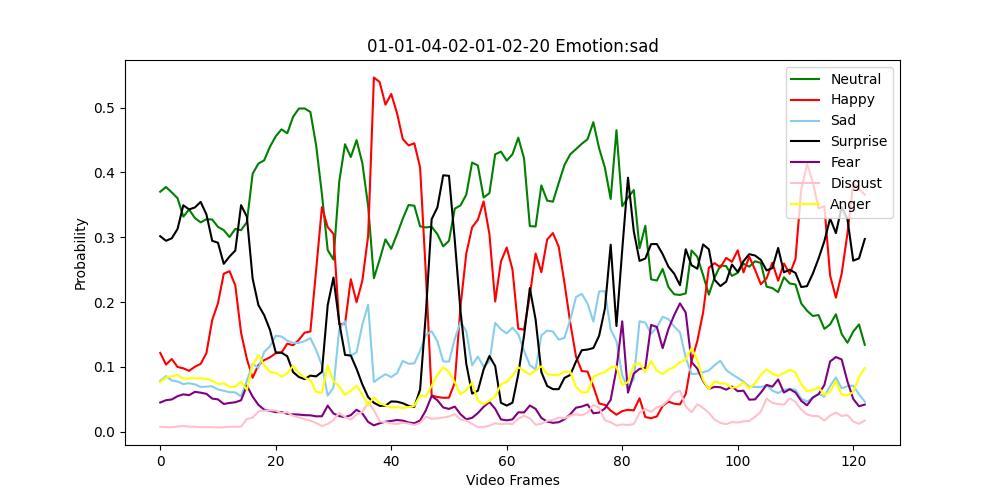 01-01-04-02-01-02-20 Emotion:sad
Probability
0.5
0.4
0.3
0.2
0.1
0.0
Neutral
Happy
Sad
Surprise
Fear
Disgust
Anger
0 20 40 60 80 100 120
Video Frames